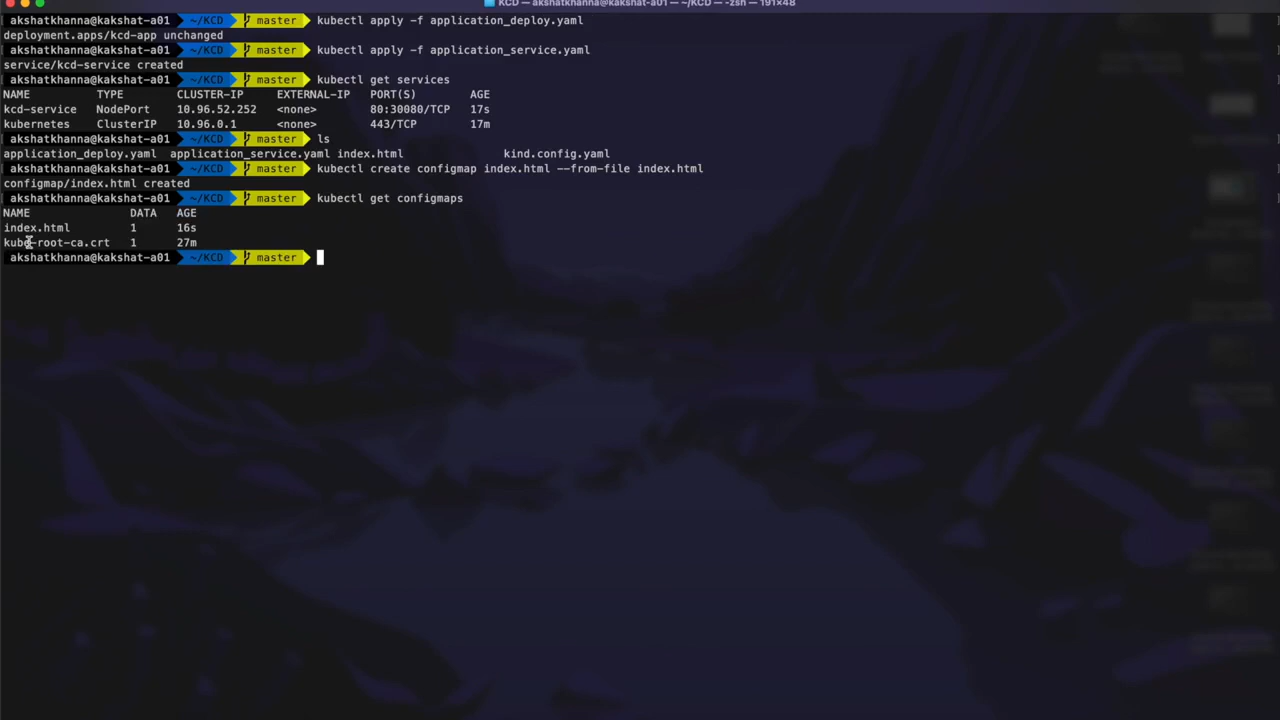 KCD — akshatkhanna@kakshat-a01 — ~/KCD — -zsh — 191×48
akshatkhanna@kakshat-a01 ~/KCD master kubectl apply -f application_deploy.yaml
deployment.apps/kcd-app unchanged
akshatkhanna@kakshat-a01 ~/KCD master kubectl apply -f application_service.yaml
service/kcd-service created
akshatkhanna@kakshat-a01 ~/KCD master kubectl get services
NAME TYPE CLUSTER-IP EXTERNAL-IP PORT(S) AGE
kcd-service NodePort 10.96.52.252 <none> 80:30080/TCP 17s
kubernetes ClusterIP 10.96.0.1 <none> 443/TCP 17m
akshatkhanna@kakshat-a01 ~/KCD master ls
application_deploy.yaml application_service.yaml index.html kind.config.yaml
akshatkhanna@kakshat-a01 ~/KCD master kubectl create configmap index.html --from-file index.html
configmap/index.html created
akshatkhanna@kakshat-a01 ~/KCD master kubectl get configmaps
NAME DATA AGE
index.html 1 16s
kube-root-ca.crt 1 27m
akshatkhanna@kakshat-a01 ~/KCD master